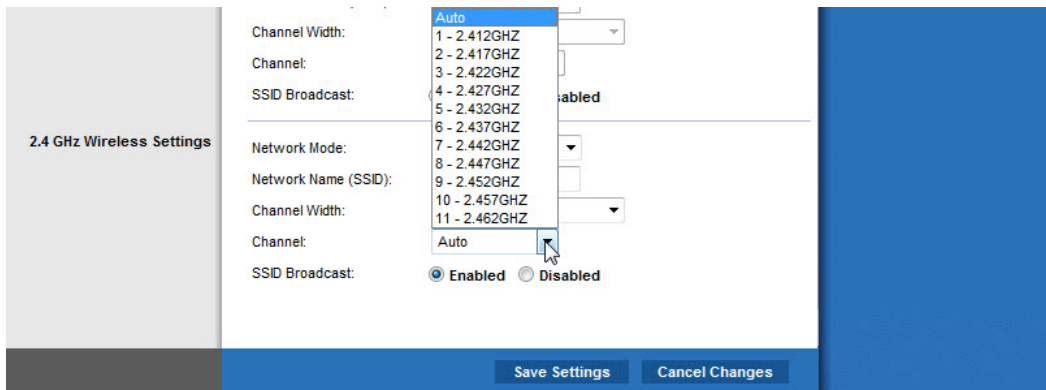 Auto
Channel Width:
1 - 2.412GHZ
2 - 2.417GHZ
Channel:
3 - 2.422GHZ
4 - 2.427GHZ
SSID Broadcast:
5 - 2.432GHZ
6 - 2.437GHZ
2.4 GHz Wireless Settings
Network Mode:
7 - 2.442GHZ
8 - 2.447GHZ
Network Name (SSID):
9 - 2.452GHZ
10 - 2.457GHZ
Channel Width:
11 - 2.462GHZ
Channel:
Auto
SSID Broadcast:
Enabled
Disabled
Save Settings
Cancel Changes